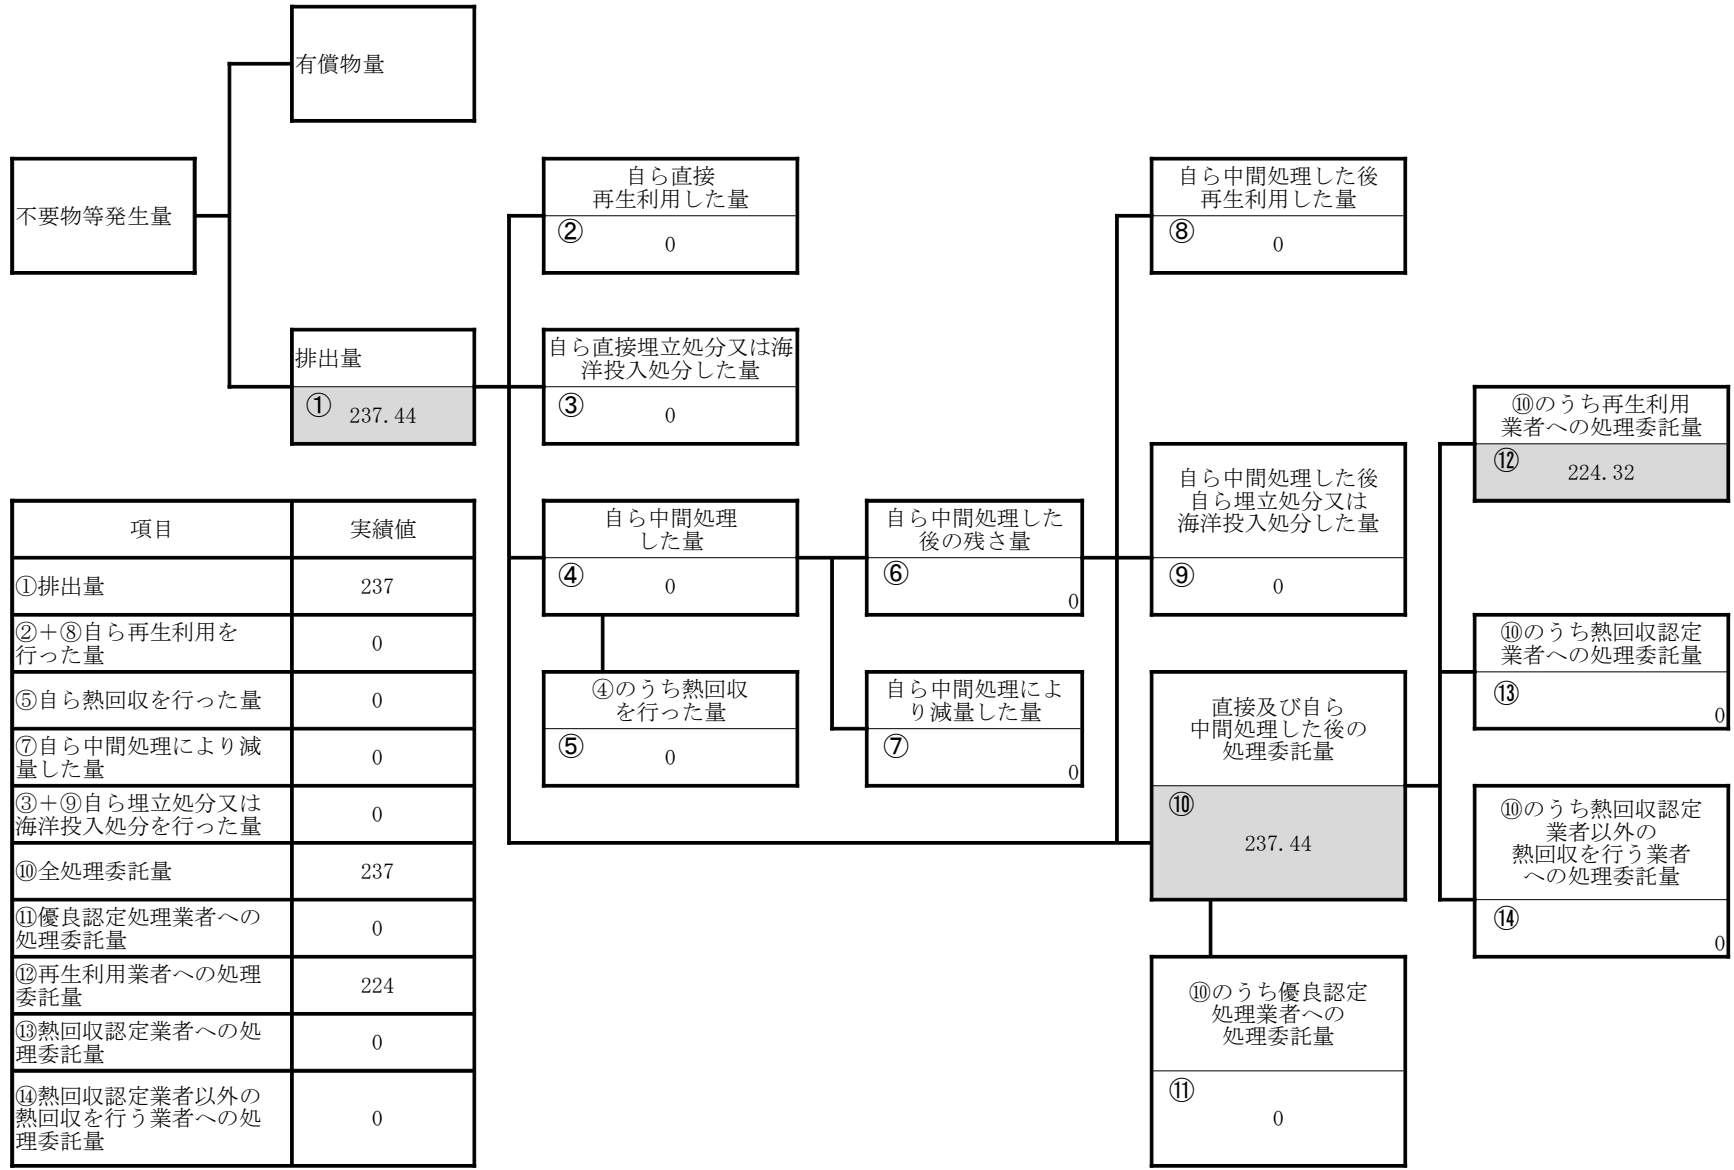 有償物量
不要物等発生量
自ら直接
再生利用した量
②
0
自ら中間処理した後
再生利用した量
⑧
0
排出量
①
237.44
自ら直接埋立処分又は海
洋投入処分した量
③
0
⑩のうち再生利用
業者への処理委託量
⑫
224.32
自ら中間処理
した量
④
0
自ら中間処理した
後の残さ量
⑥
0
自ら中間処理した後
自ら埋立処分又は
海洋投入処分した量
⑨
0
⑩のうち熱回収認定
業者への処理委託量
⑬
0
④のうち熱回収
を行った量
⑤
0
自ら中間処理によ
り減量した量
⑦
0
直接及び自ら
中間処理した後の
処理委託量
⑩
237.44
⑩のうち熱回収認定
業者以外の
熱回収を行う業者
への処理委託量
⑭
0
⑩のうち優良認定
処理業者への
処理委託量
⑪
0
項目 実績値
①排出量 237
②＋⑧自ら再生利用を
行った量 0
⑤自ら熱回収を行った量 0
⑦自ら中間処理により減
量した量 0
③＋⑨自ら埋立処分又は
海洋投入処分を行った量 0
⑩全処理委託量 237
⑪優良認定処理業者への
処理委託量 0
⑫再生利用業者への処理
委託量 224
⑬熱回収認定業者への処
理委託量 0
⑭熱回収認定業者以外の
熱回収を行う業者への処
理委託量 0